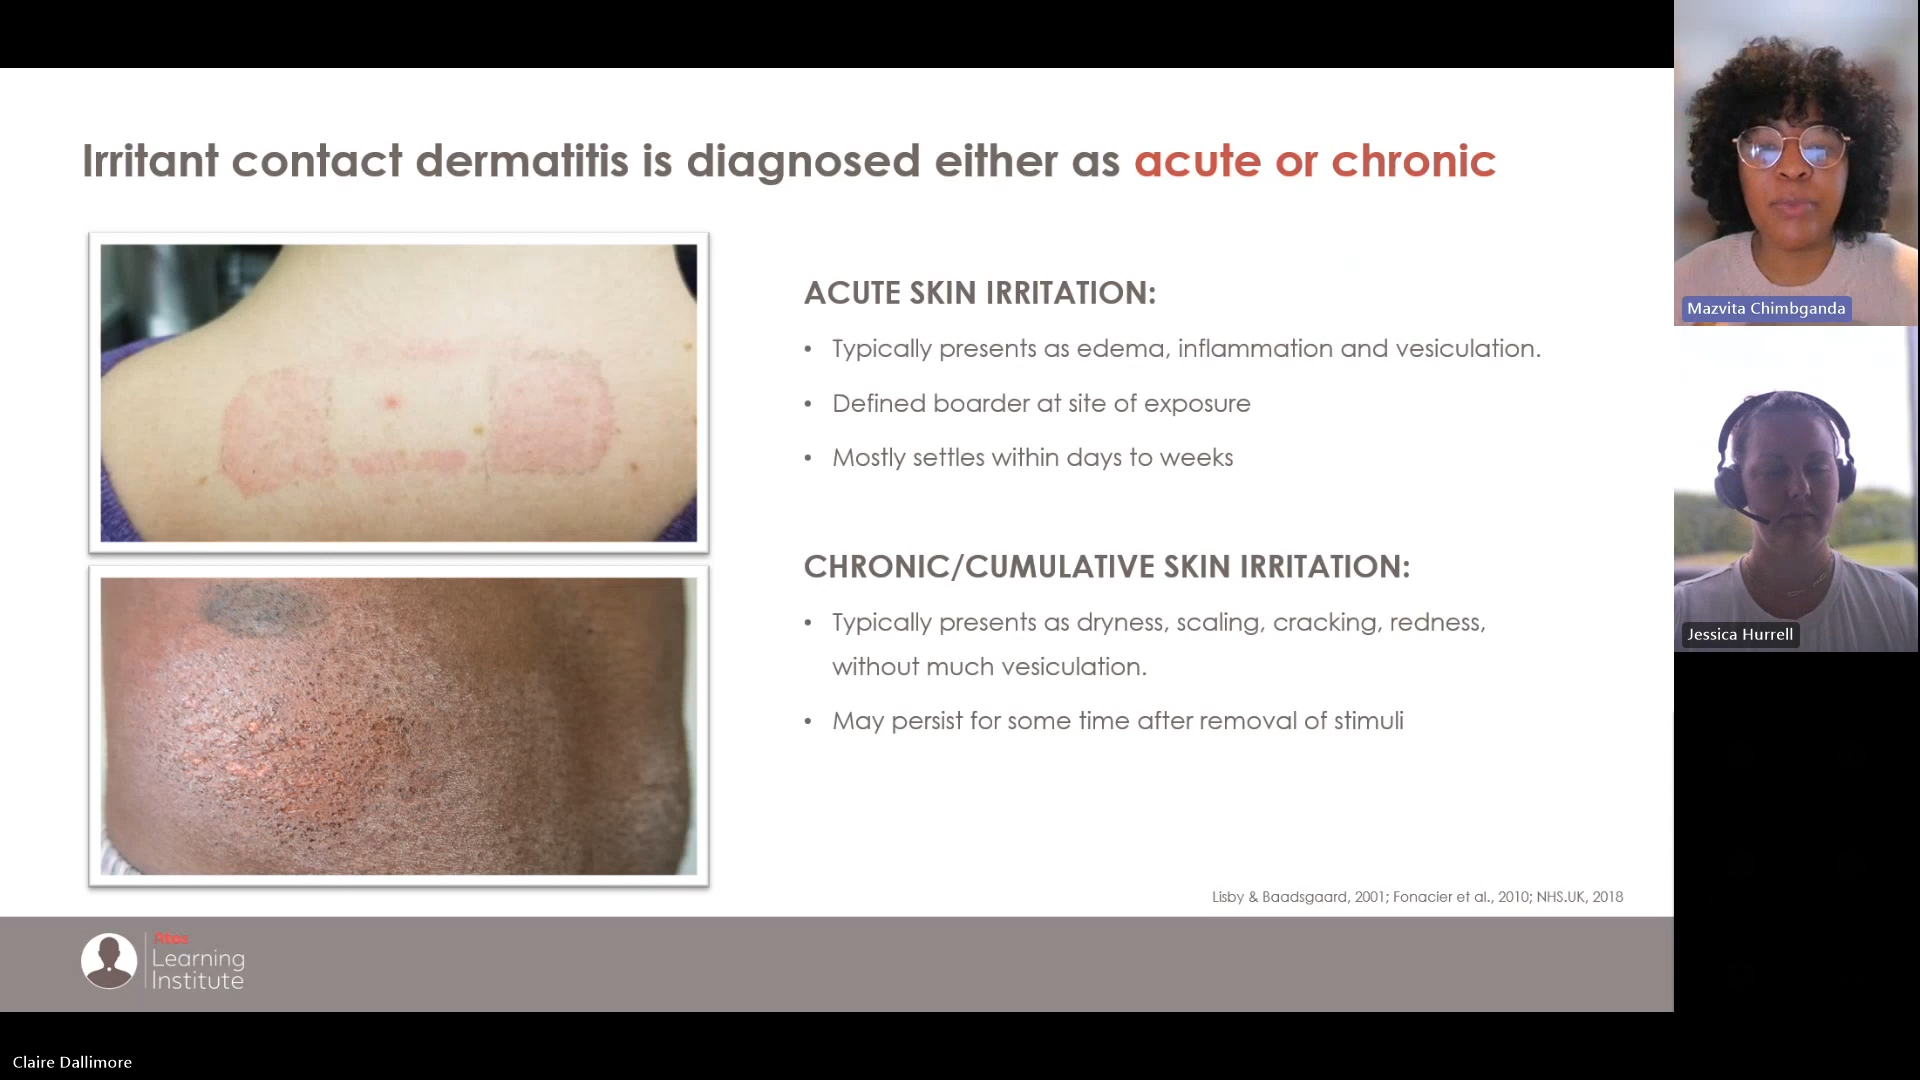 Irritant contact dermatitis is diagnosed either as acute or chronic
ACUTE SKIN IRRITATION:
• Typically presents as edema, inflammation and vesiculation.
• Defined boarder at site of exposure
• Mostly settles within days to weeks
CHRONIC/CUMULATIVE SKIN IRRITATION:
• Typically presents as dryness, scaling, cracking, redness,
without much vesiculation.
• May persist for some time after removal of stimuli
Lisby & Baadsgaard, 2001; Fonacier et al., 2010; NHS.UK, 2018
Atos
Learning
Institute
Mazvita Chimbganda
Jessica Hurrell
Claire Dallimore